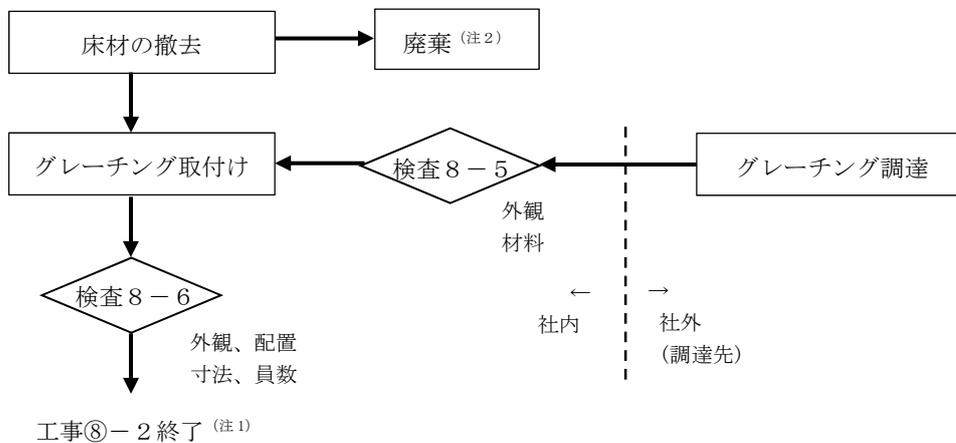 床材の撤去
廃棄（注２）
グレーチング取付け
検査８－５
グレーチング調達
外観
材料
検査８－６
←
→
社内
社外
（調達先）
外観、配置
寸法、員数
工事⑧－２終了（注１）